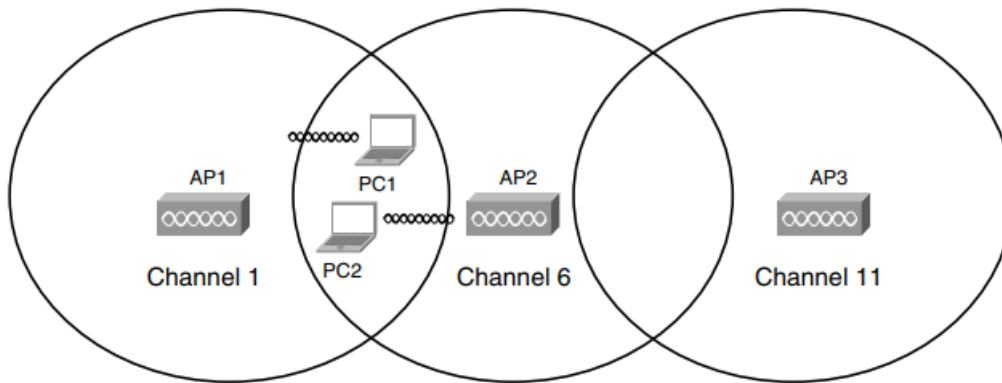 PC1
AP1
AP2
AP3
PC2
Channel 1
Channel 6
Channel 11